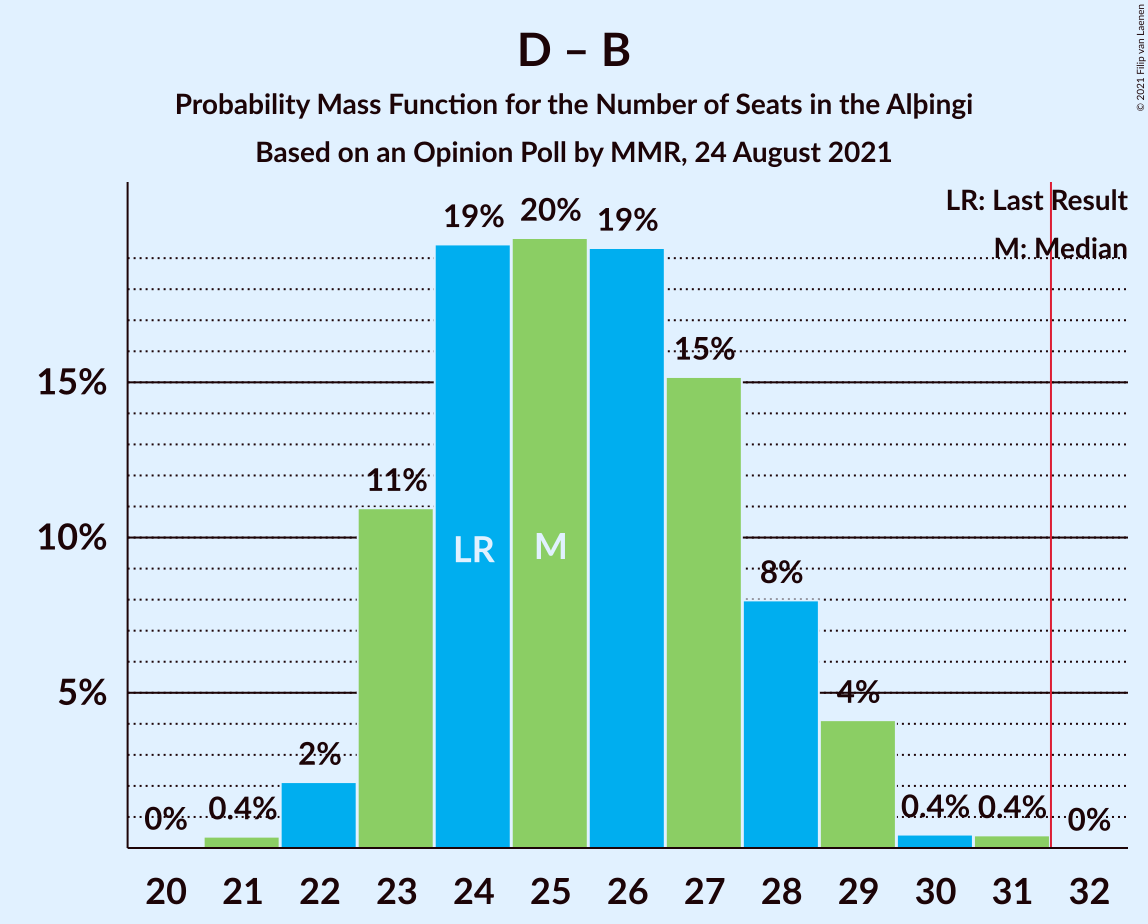 D – B
Probability Mass Function for the Number of Seats in the Alþingi
Based on an Opinion Poll by MMR, 24 August 2021
© 2021 Filip van Laenen
LR: Last Result
M: Median
19% 20% 19%
15%
15%
11%
10%
LR M
8%
5%
4%
2%
0% 0.4% 0.4% 0.4% 0%
20 21 22 23 24 25 26 27 28 29 30 31 32